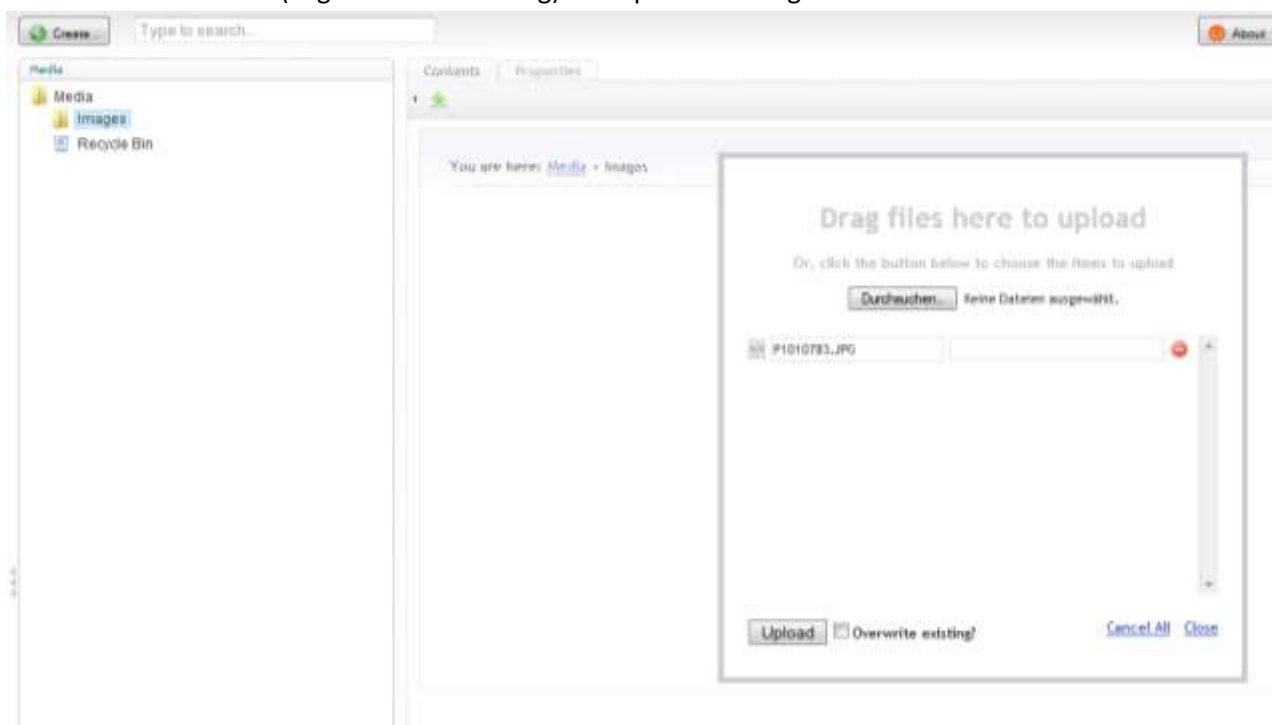 Create...
Type to search...
About
Media
Media
Images
Recycle Bin
Contents
Properties
You are here: Media › Images
Drag files here to upload
Or, click the button below to choose the items to upload
Durchsuchen... Keine Dateien ausgewählt.
P1010783.JPG
Upload Overwrite existing? Cancel All Close